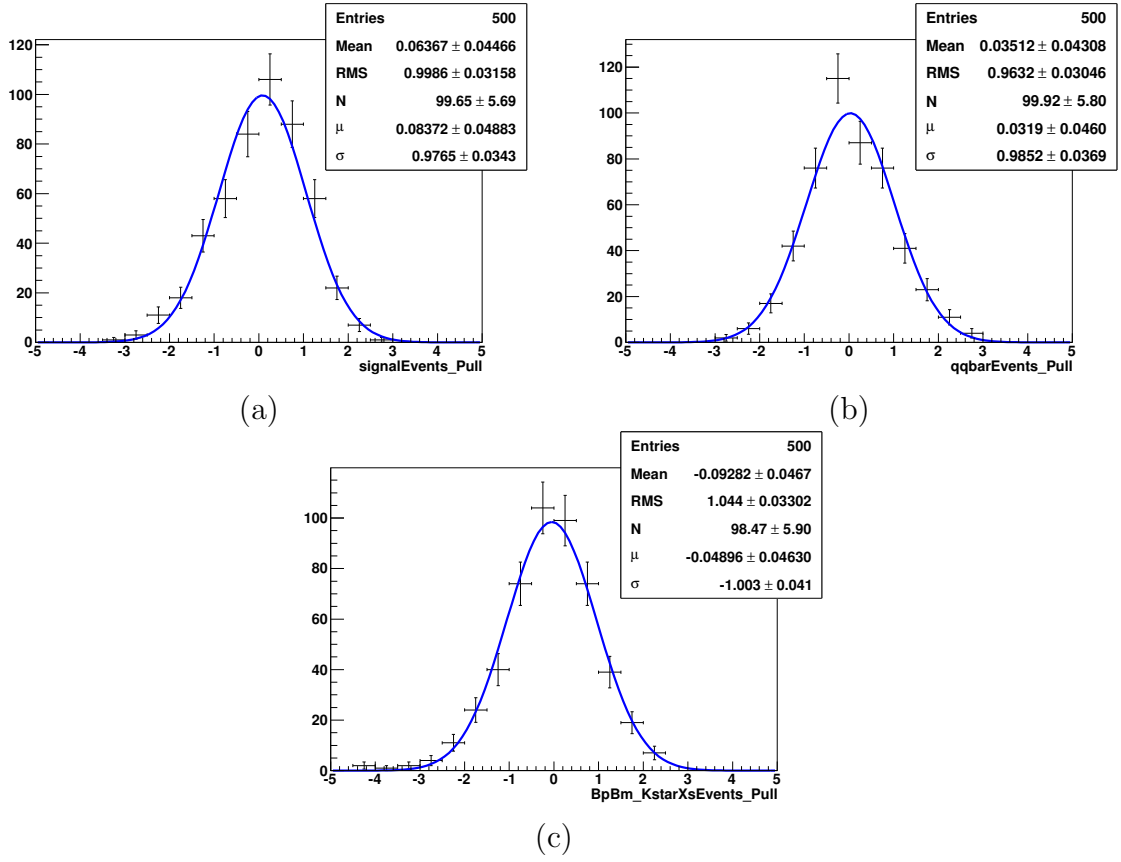 Entries 500
Mean 0.06367 ± 0.04466
RMS 0.9986 ± 0.03158
N 99.65 ± 5.69
μ 0.08372 ± 0.04883
σ 0.9765 ± 0.0343
120
100
80
60
40
20
0
-5 -4 -3 -2 -1 0 1 2 3 4 5
signalEvents_Pull
(a)
Entries 500
Mean 0.03512 ± 0.04308
RMS 0.9632 ± 0.03046
N 99.92 ± 5.80
μ 0.0319 ± 0.0460
σ 0.9852 ± 0.0369
120
100
80
60
40
20
0
-5 -4 -3 -2 -1 0 1 2 3 4 5
qqbarEvents_Pull
(b)
Entries 500
Mean -0.09282 ± 0.0467
RMS 1.044 ± 0.03302
N 98.47 ± 5.90
μ -0.04896 ± 0.04630
σ -1.003 ± 0.041
100
80
60
40
20
0
-5 -4 -3 -2 -1 0 1 2 3 4 5
BpBm_KstarXsEvents_Pull
(c)